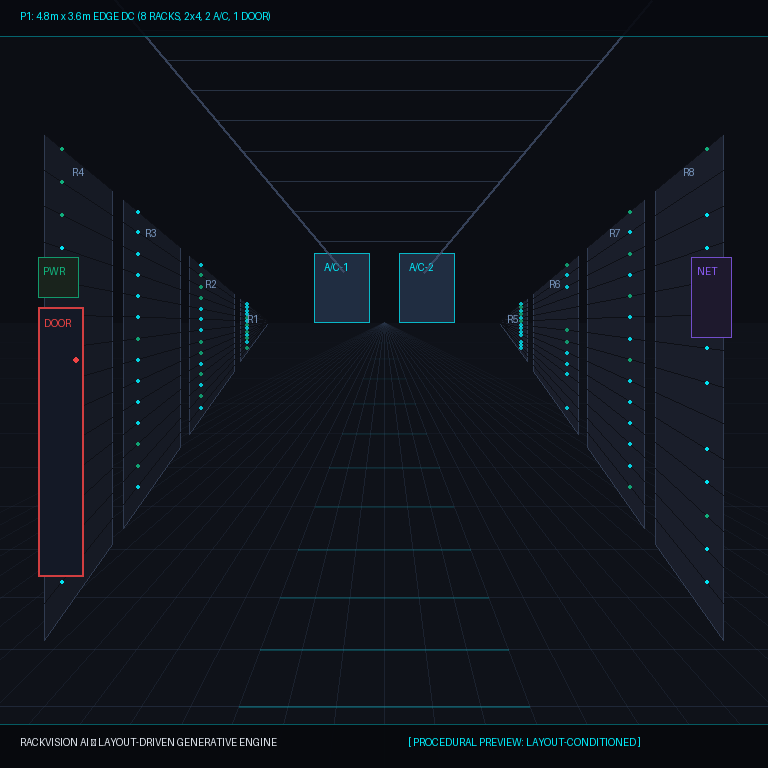 P1: 4.8m x 3.6m EDGE DC (8 RACKS, 2x4, 2 A/C, 1 DOOR)
R4
R8
R3
R7
PWR
A/C-1
A/C-2
NET
R2
R6
DOOR
R1
R5
RACKVISION AI ▯ LAYOUT-DRIVEN GENERATIVE ENGINE
[ PROCEDURAL PREVIEW: LAYOUT-CONDITIONED ]